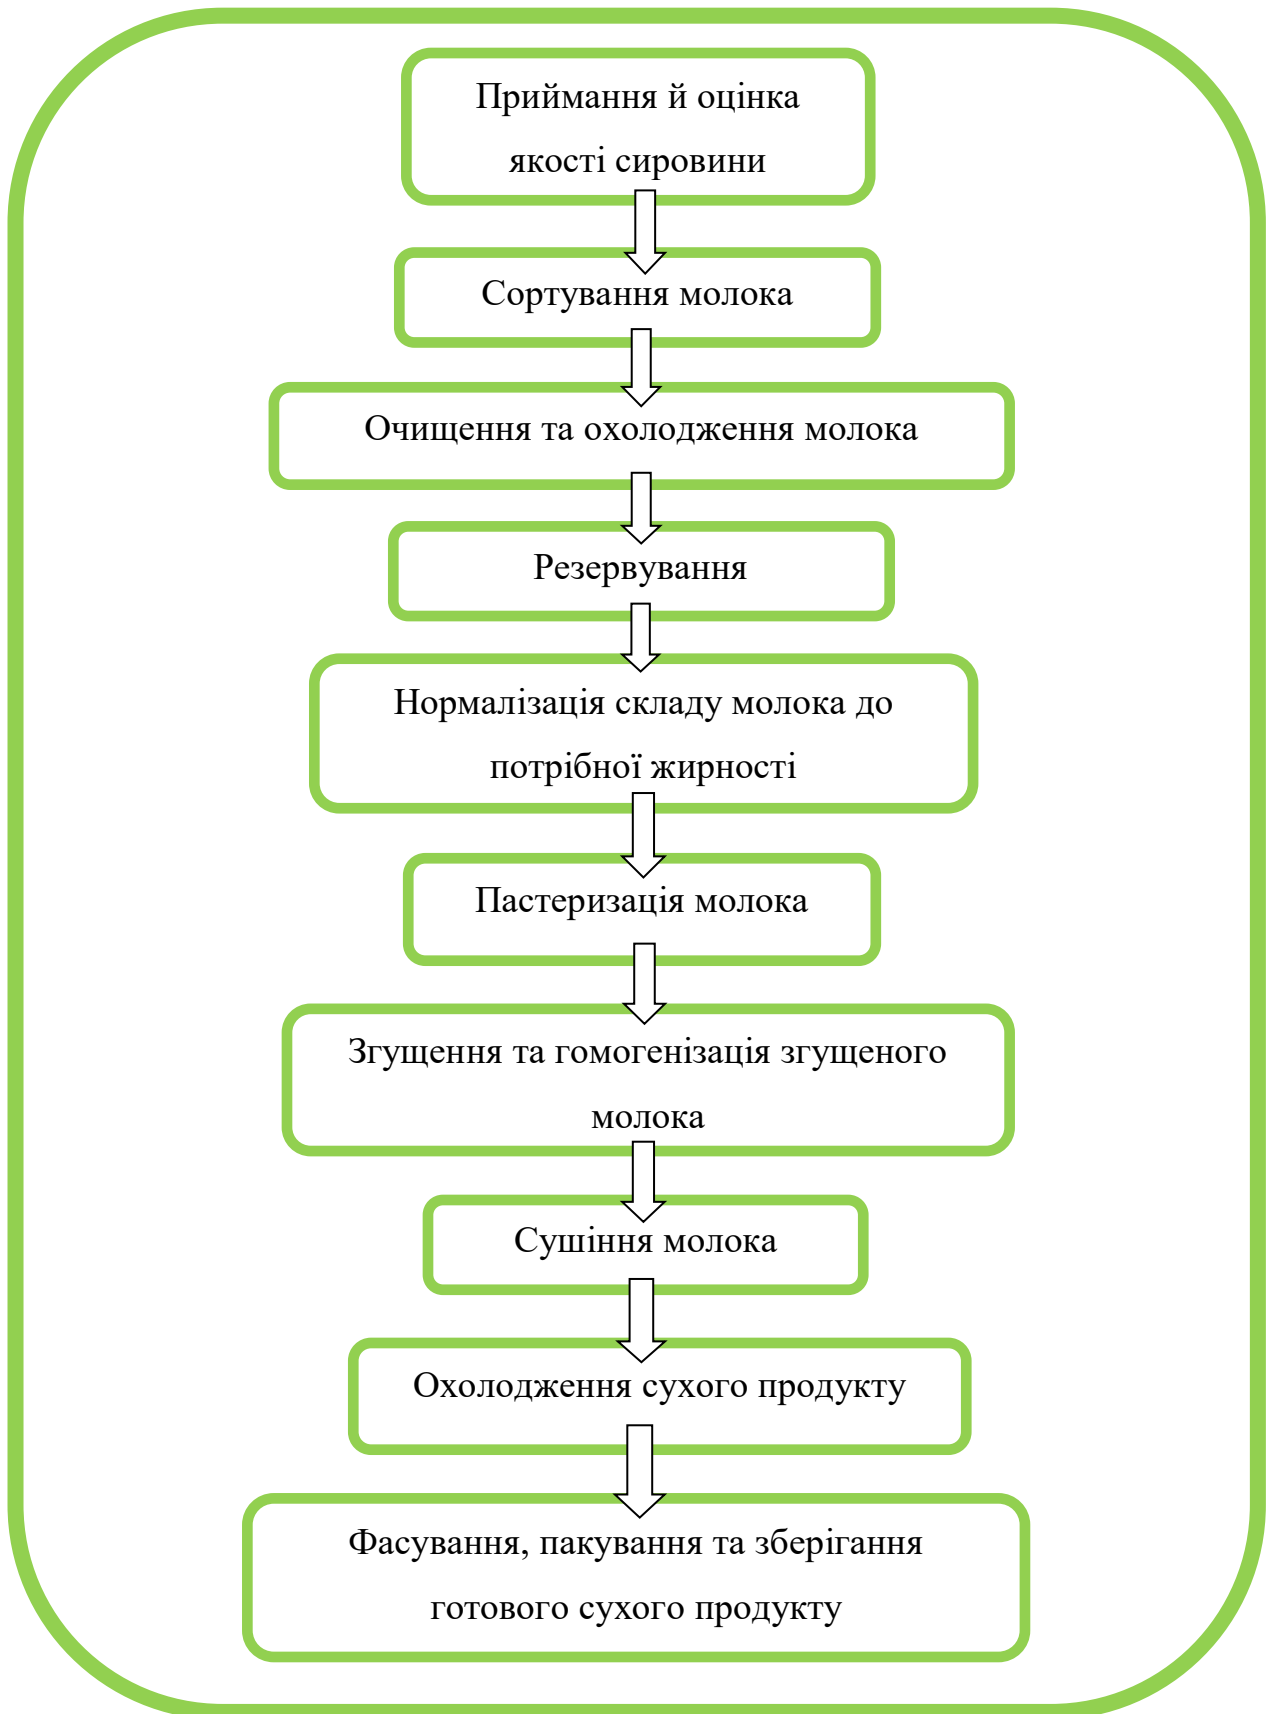 Приймання й оцінка
якості сировини
Сортування молока
Очищення та охолодження молока
Резервування
Нормалізація складу молока до
потрібної жирності
Пастеризація молока
Згущення та гомогенізація згущеного
молока
Сушіння молока
Охолодження сухого продукту
Фасування, пакування та зберігання
готового сухого продукту